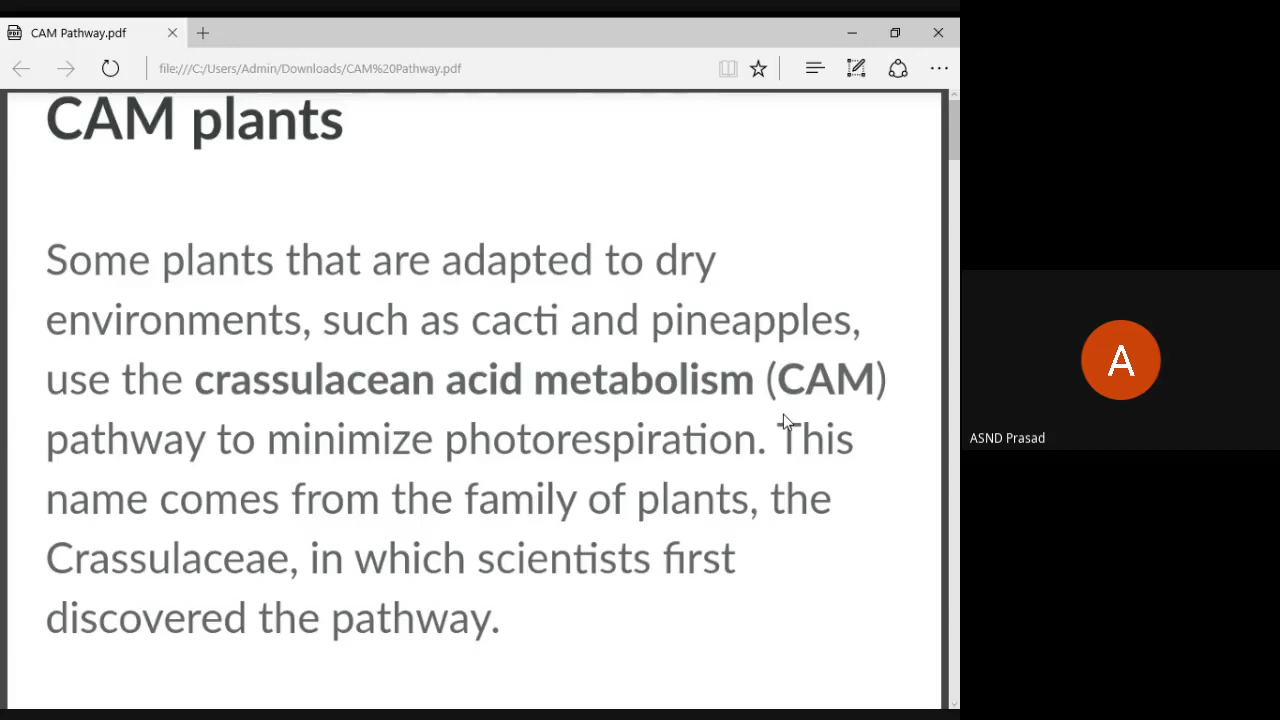 CAM Pathway.pdf
file:///C:/Users/Admin/Downloads/CAM%20Pathway.pdf
CAM plants
Some plants that are adapted to dry
environments, such as cacti and pineapples,
use the crassulacean acid metabolism (CAM)
pathway to minimize photorespiration. This
name comes from the family of plants, the
Crassulaceae, in which scientists first
discovered the pathway.
A
ASND Prasad